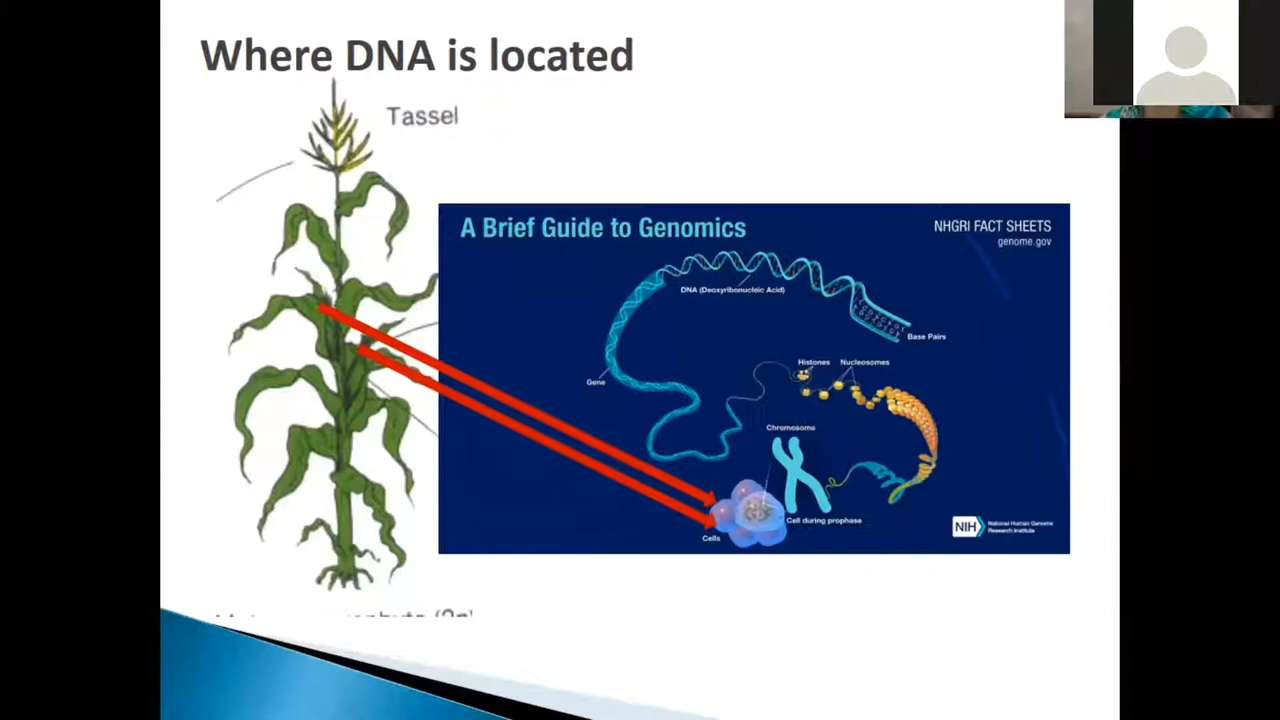 Where DNA is located
Tassel
A Brief Guide to Genomics
NHGRI FACT SHEETS
genome.gov
DNA (Deoxyribonucleic Acid)
Base Pairs
Histones
Nucleosomes
Gene
Chromosome
Cell during prophase
Cells
NIH
National Human Genome
Research Institute